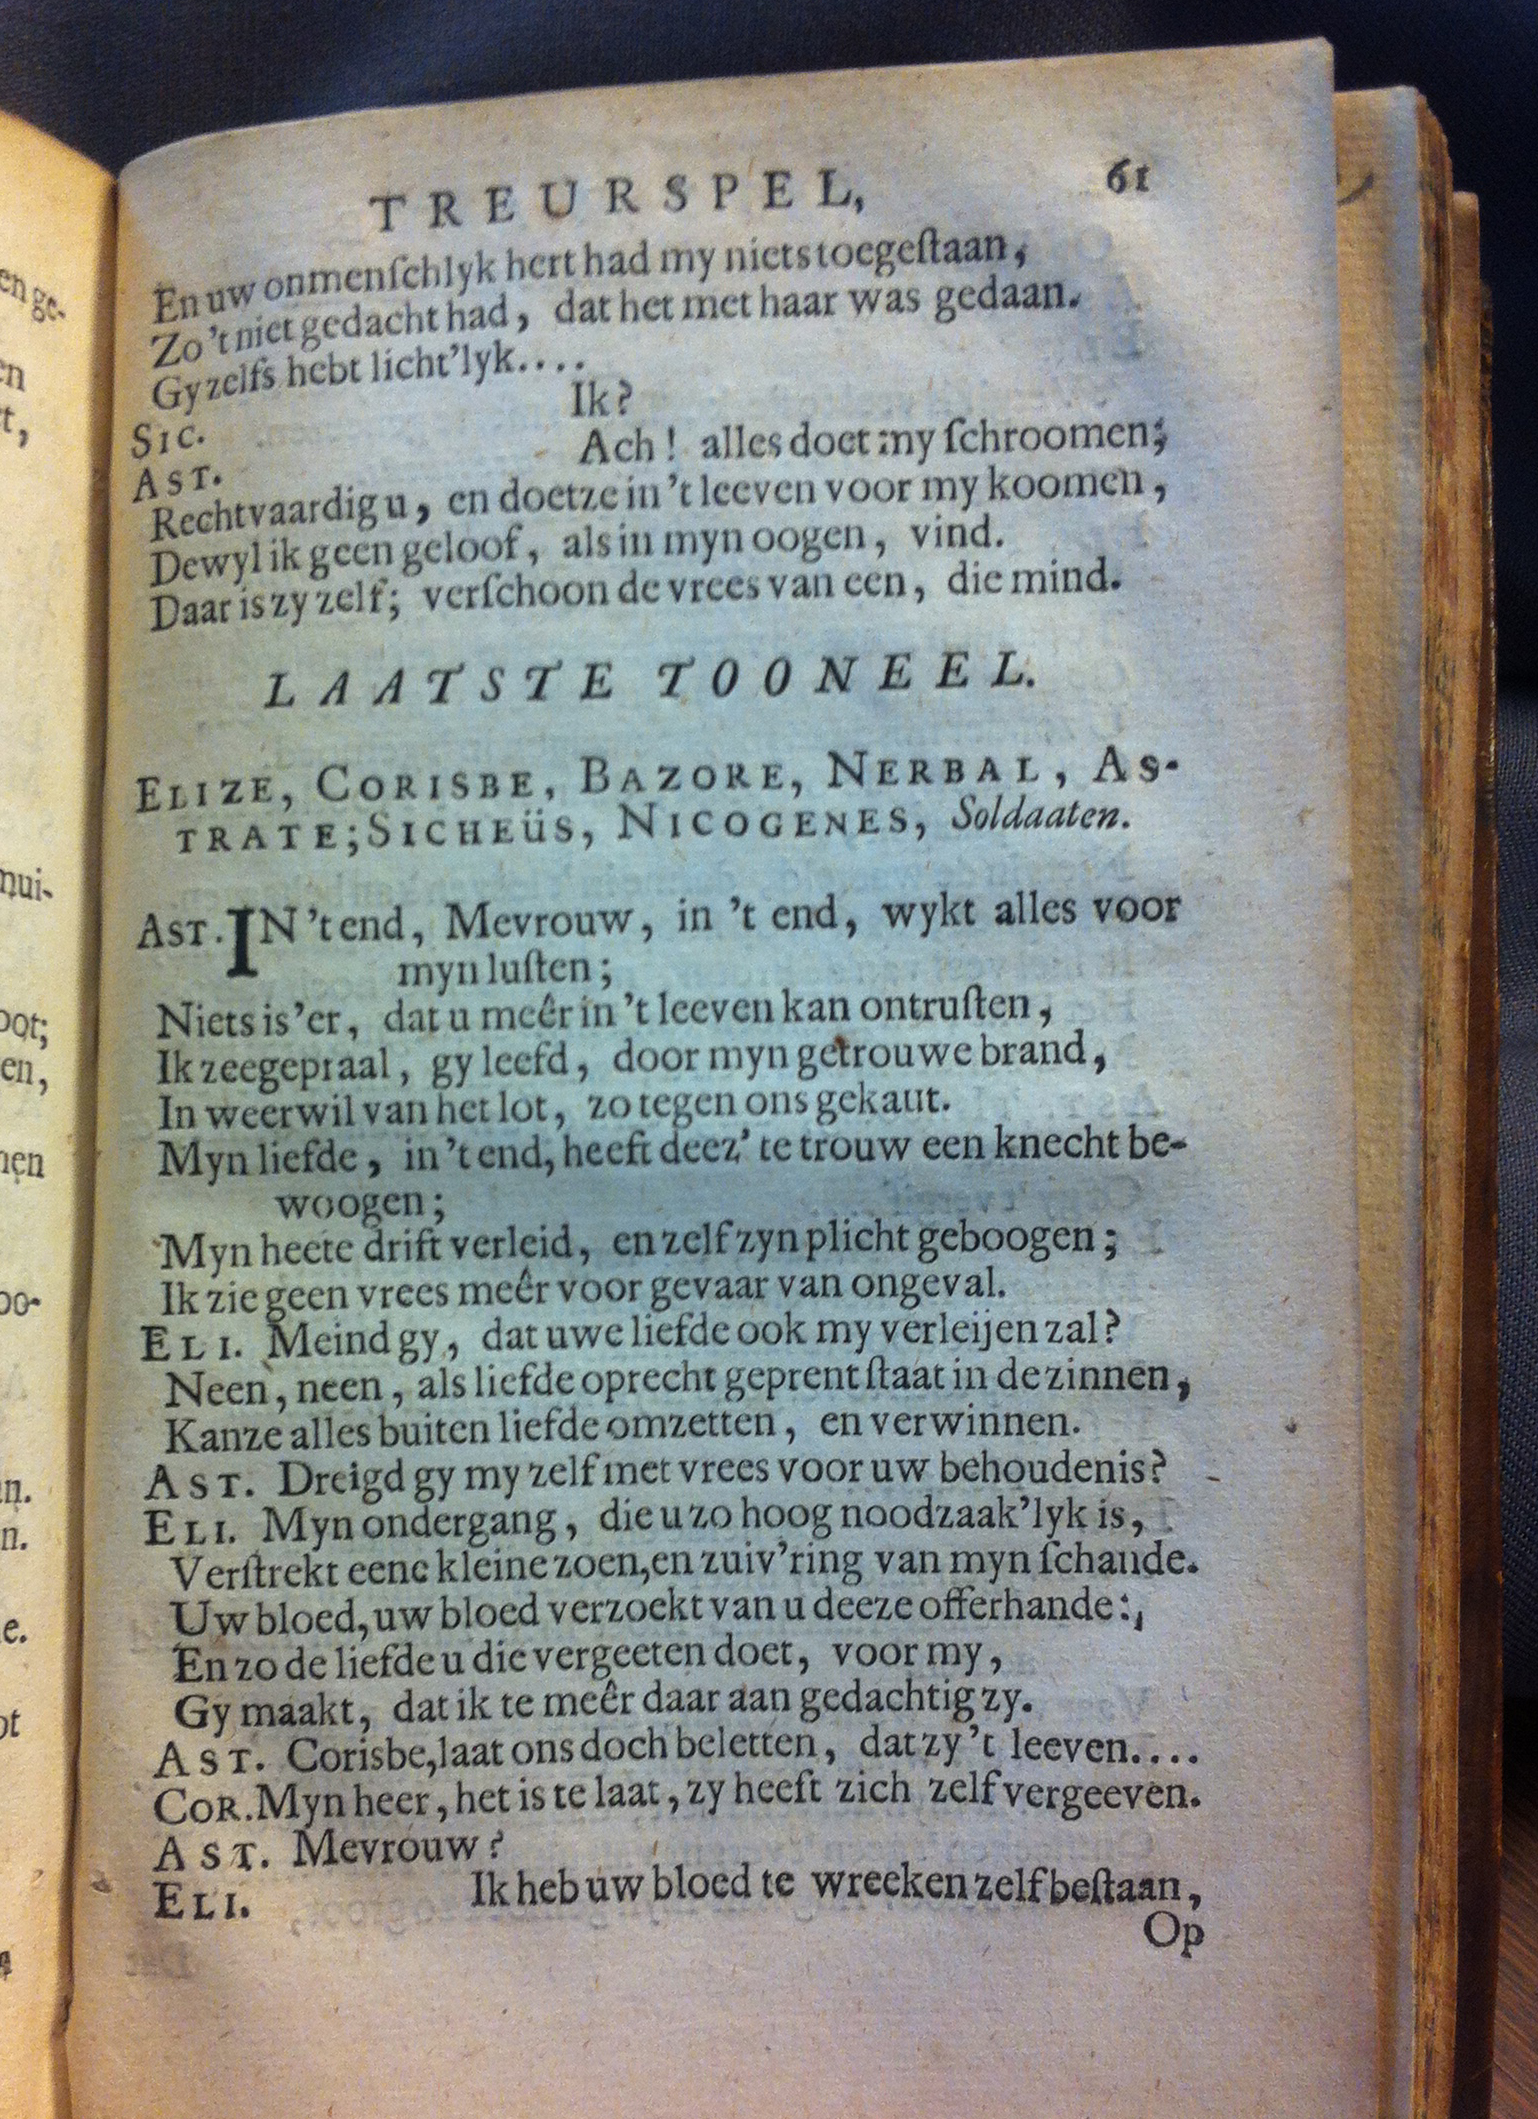 TREURSPEL, 61
En uw onmenſchlyk hert had my niets toegeſtaan,
Zo 't niet gedacht had, dat het met haar was gedaan.
Gy zelfs hebt licht'lyk....
SIC. Ik?
AST. Ach! alles doet my ſchroomen;
Rechtvaardig u, en doetze in 't leeven voor my koomen,
Dewyl ik geen geloof, als in myn oogen, vind.
Daar is zy zelf; verſchoon de vrees van een, die mind.
LAATSTE TOONEEL.
ELIZE, CORISBE, BAZORE, NERBAL, AS-
TRATE; SICHEÜS, NICOGENES, Soldaaten.
AST. IN 't end, Mevrouw, in 't end, wykt alles voor
myn luſten;
Niets is'er, dat u meêr in 't leeven kan ontruſten,
Ik zeegepraal, gy leefd, door myn getrouwe brand,
In weerwil van het lot, zo tegen ons gekaut.
Myn liefde, in 't end, heeft deez' te trouw een knecht be-
woogen;
Myn heete drift verleid, en zelf zyn plicht geboogen;
Ik zie geen vrees meêr voor gevaar van ongeval.
ELI. Meind gy, dat uwe liefde ook my verleijen zal?
Neen, neen, als liefde oprecht geprent ſtaat in de zinnen,
Kanze alles buiten liefde omzetten, en verwinnen.
AST. Dreigd gy my zelf met vrees voor uw behoudenis?
ELI. Myn ondergang, die u zo hoog noodzaak'lyk is,
Verſtrekt eene kleine zoen, en zuiv'ring van myn ſchande.
Uw bloed, uw bloed verzoekt van u deeze offerhande:,
En zo de liefde u die vergeeten doet, voor my,
Gy maakt, dat ik te meêr daar aan gedachtig zy.
AST. Corisbe, laat ons doch beletten, dat zy 't leeven....
COR. Myn heer, het is te laat, zy heeft zich zelf vergeeven.
AST. Mevrouw?
ELI. Ik heb uw bloed te wreeken zelf beſtaan,
Op